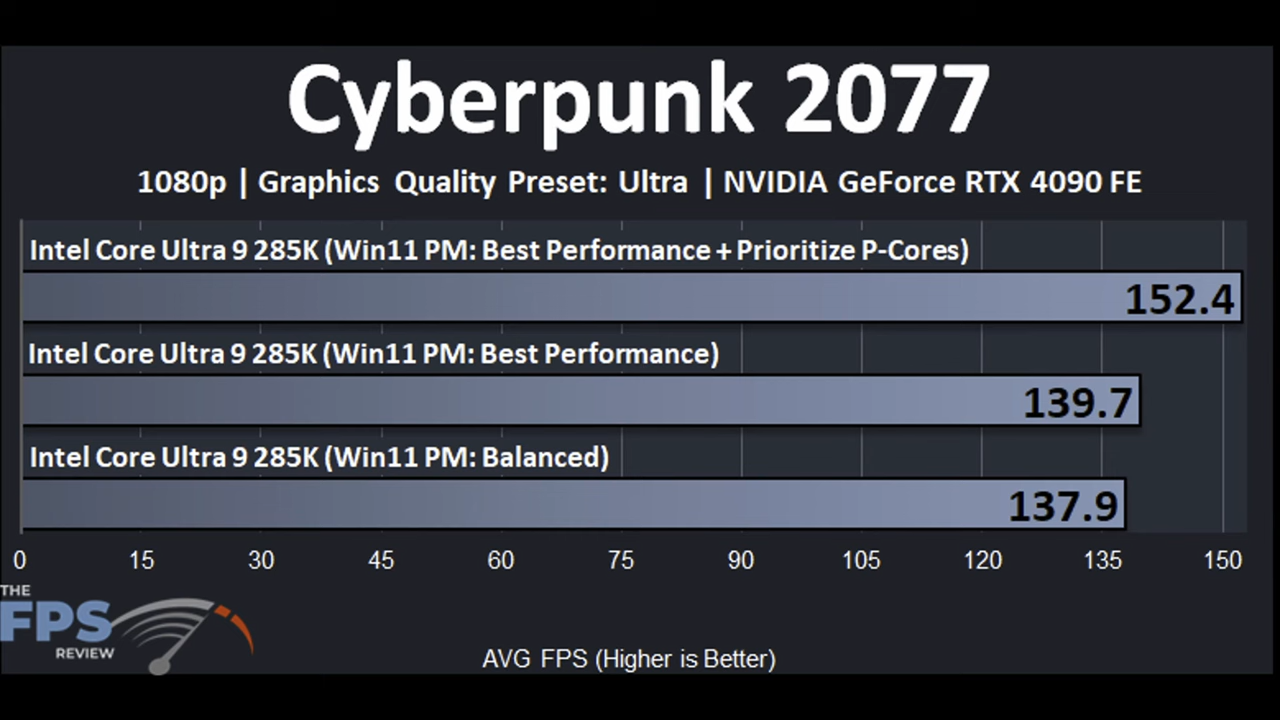 Cyberpunk 2077
1080p | Graphics Quality Preset: Ultra | NVIDIA GeForce RTX 4090 FE
Intel Core Ultra 9 285K (Win11 PM: Best Performance + Prioritize P-Cores)
152.4
Intel Core Ultra 9 285K (Win11 PM: Best Performance)
139.7
Intel Core Ultra 9 285K (Win11 PM: Balanced)
137.9
0 15 30 45 60 75 90 105 120 135 150
THE
FPS
REVIEW
AVG FPS (Higher is Better)